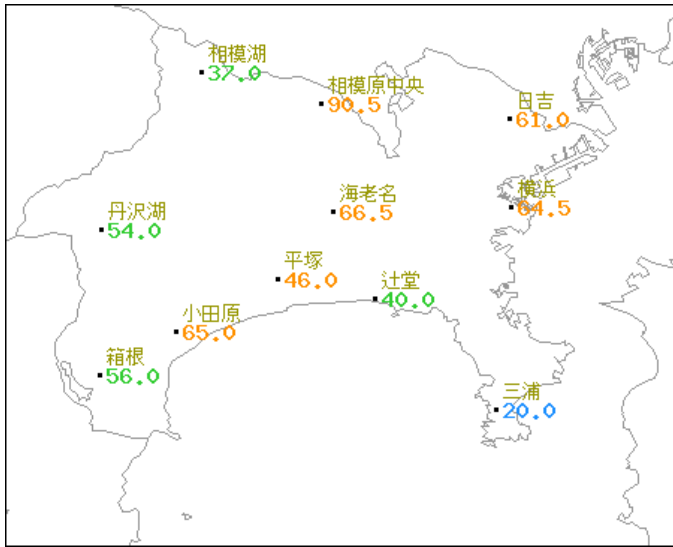 相模湖
37.0
相模原中央
90.5
日吉
61.0
海老名
66.5
横浜
64.5
丹沢湖
54.0
平塚
46.0
辻堂
40.0
小田原
65.0
箱根
56.0
三浦
20.0